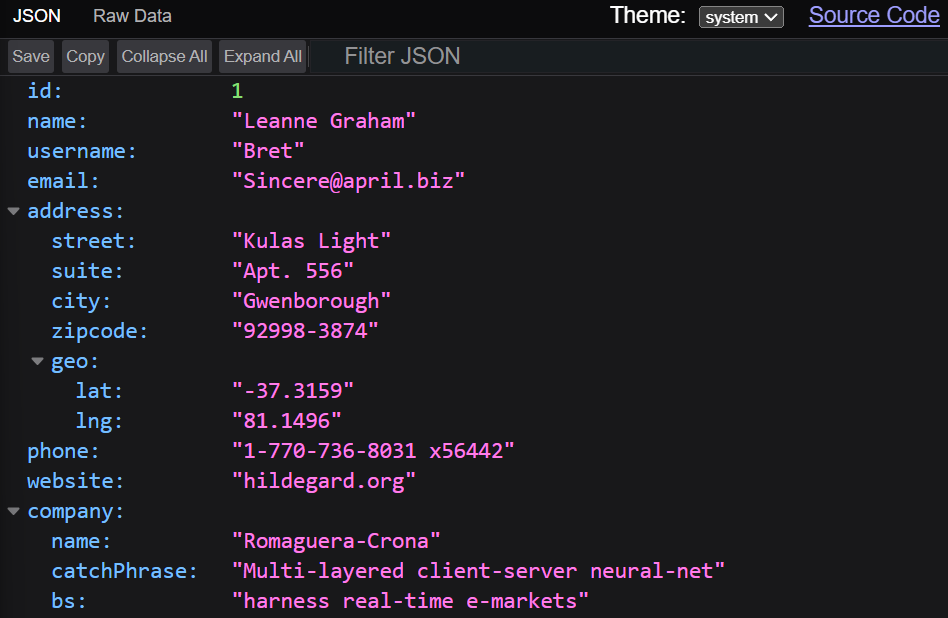 JSON Raw Data Theme: system Source Code
Save Copy Collapse All Expand All Filter JSON
id: 1
name: "Leanne Graham"
username: "Bret"
email: "Sincere@april.biz"
address:
street: "Kulas Light"
suite: "Apt. 556"
city: "Gwenborough"
zipcode: "92998-3874"
geo:
lat: "-37.3159"
lng: "81.1496"
phone: "1-770-736-8031 x56442"
website: "hildegard.org"
company:
name: "Romaguera-Crona"
catchPhrase: "Multi-layered client-server neural-net"
bs: "harness real-time e-markets"